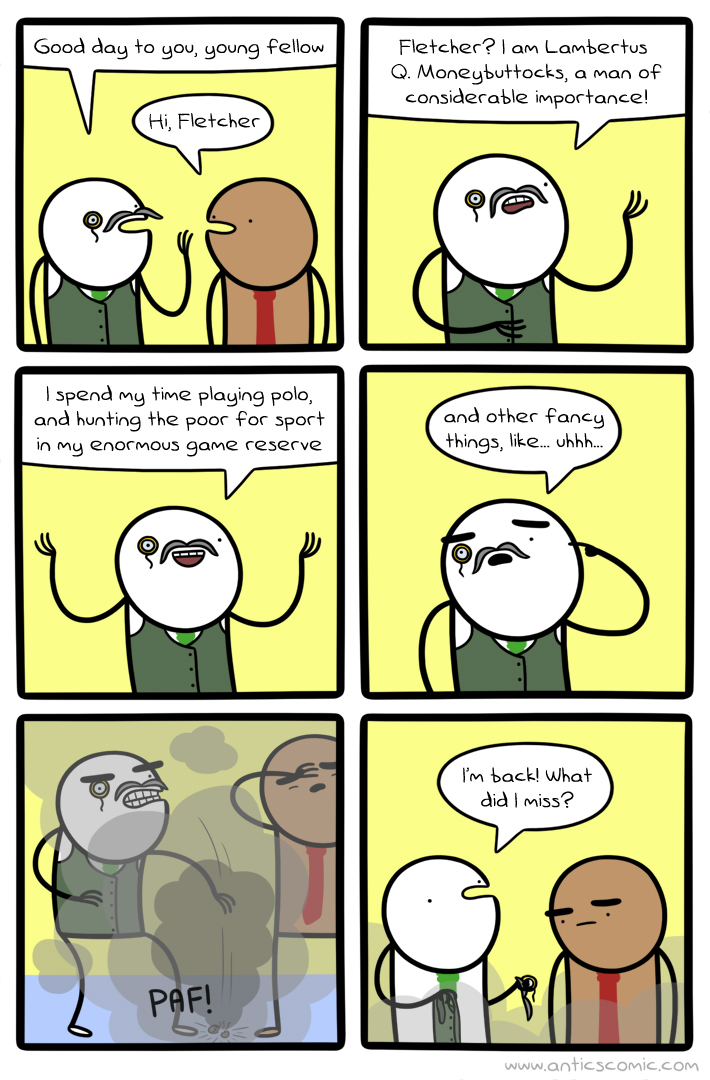 Good day to you, young fellow
Hi, Fletcher
Fletcher? I am Lambertus
Q. Moneybuttocks, a man of
considerable importance!
I spend my time playing polo,
and hunting the poor for sport
in my enormous game reserve
and other fancy
things, like... uhhh...
PAF!
I'm back! What
did I miss?
www.anticscomic.com